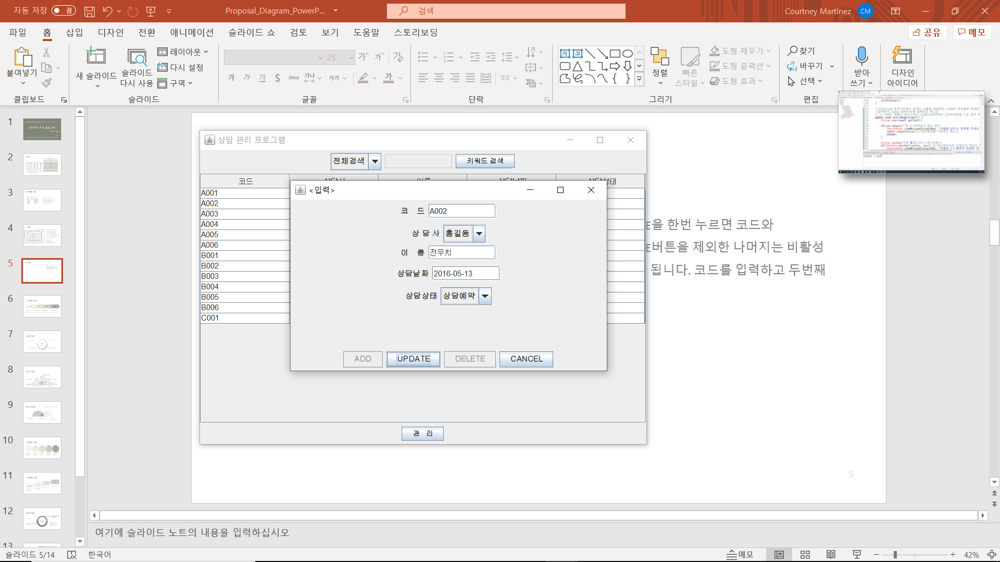 자동 저장 끔 Proposal_Diagram_PowerP... 검색 Courtney Martinez CM
파일 홈 삽입 디자인 전환 애니메이션 슬라이드 쇼 검토 보기 도움말 스토리보딩 공유 메모
붙여넣기
새 슬라이드
슬라이드
다시 사용
레이아웃
다시 설정
구역
25
정렬
빠른
스타일
도형 채우기
도형 윤곽선
도형 효과
찾기
바꾸기
선택
받아
쓰기
디자인
아이디어
클립보드 슬라이드 글꼴 단락 그리기 편집
1
2
3
4
5
6
7
8
9
10
11
12
13
상담 관리 프로그램
전체검색 키워드 검색
코드
A001
A002
A003
A004
A005
A006
B001
B002
B003
B004
B005
B006
C001
<입력>
코 드 A002
상 담 사 홍길동
이 름 전우치
상담날짜 2016-05-13
상담상태 상담예약
ADD UPDATE DELETE CANCEL
관 리
을 한번 누르면 코드와
버튼을 제외한 나머지는 비활성
됩니다. 코드를 입력하고 두번째
5
여기에 슬라이드 노트의 내용을 입력하십시오
슬라이드 5/14 한국어 메모 42%